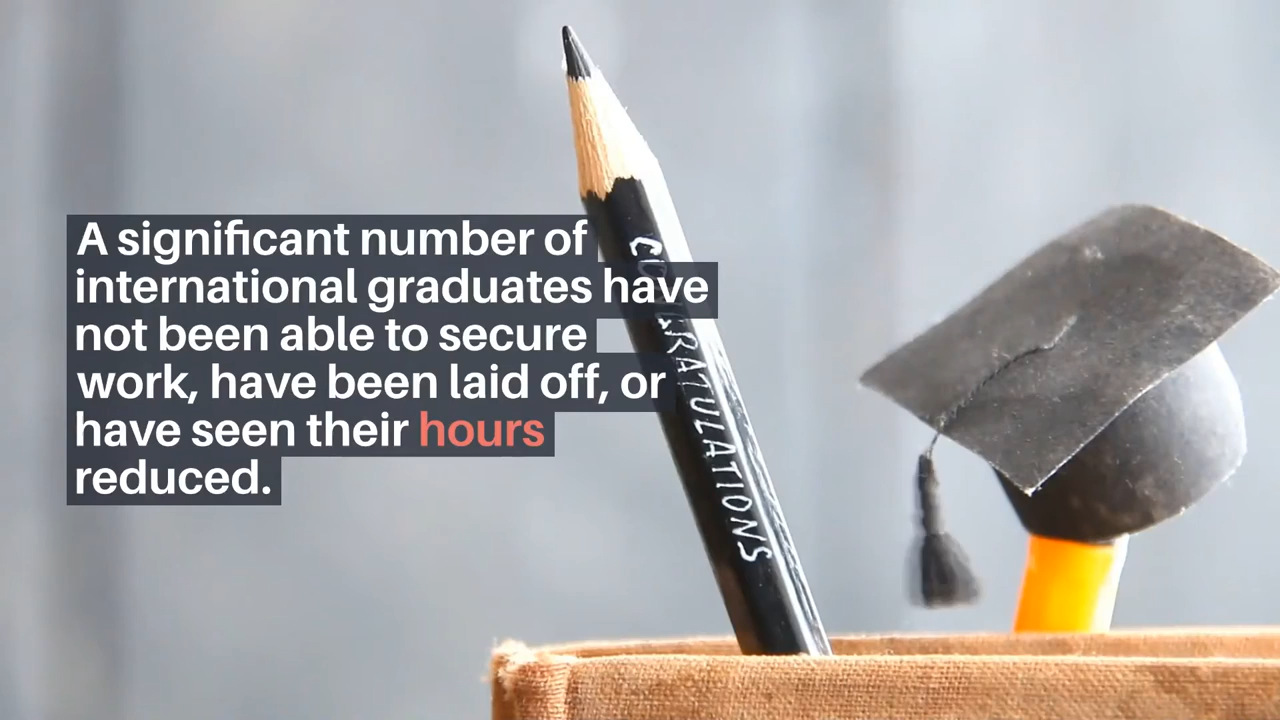 A significant number of
international graduates have
not been able to secure
work, have been laid off, or
have seen their hours
reduced.
CONGRATULATIONS